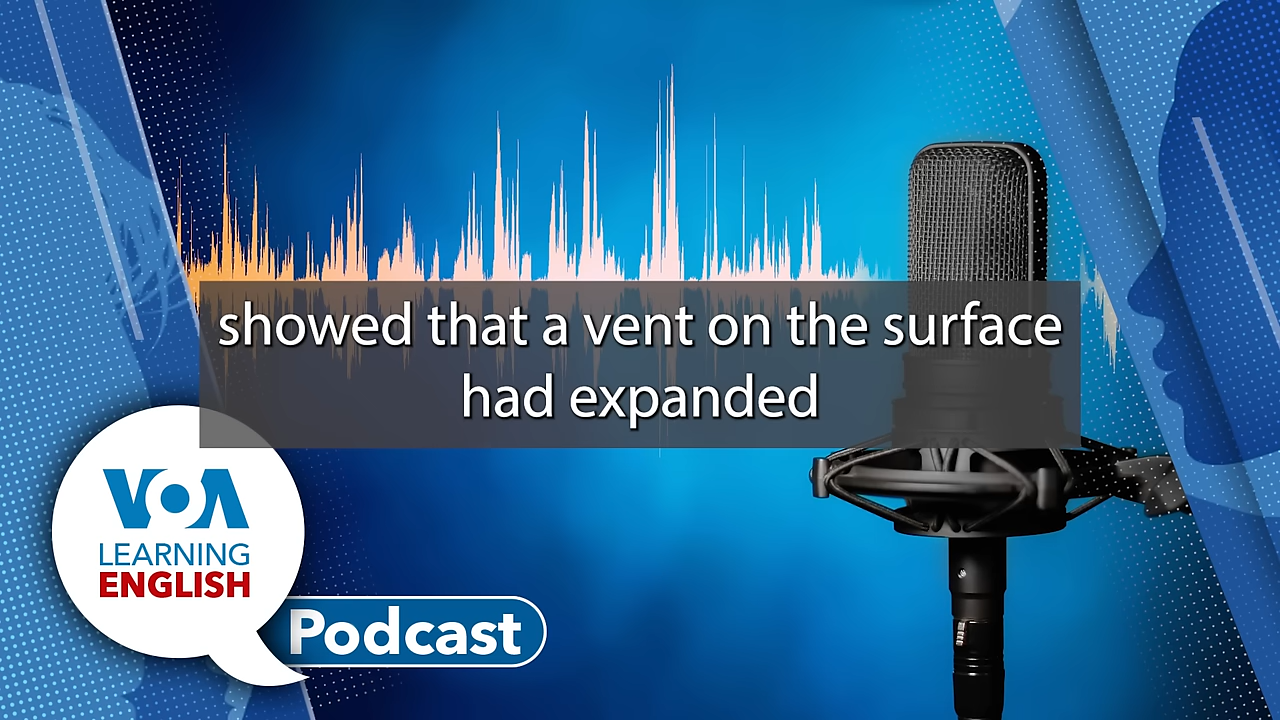 showed that a vent on the surface
had expanded
VOA
LEARNING
ENGLISH
Podcast